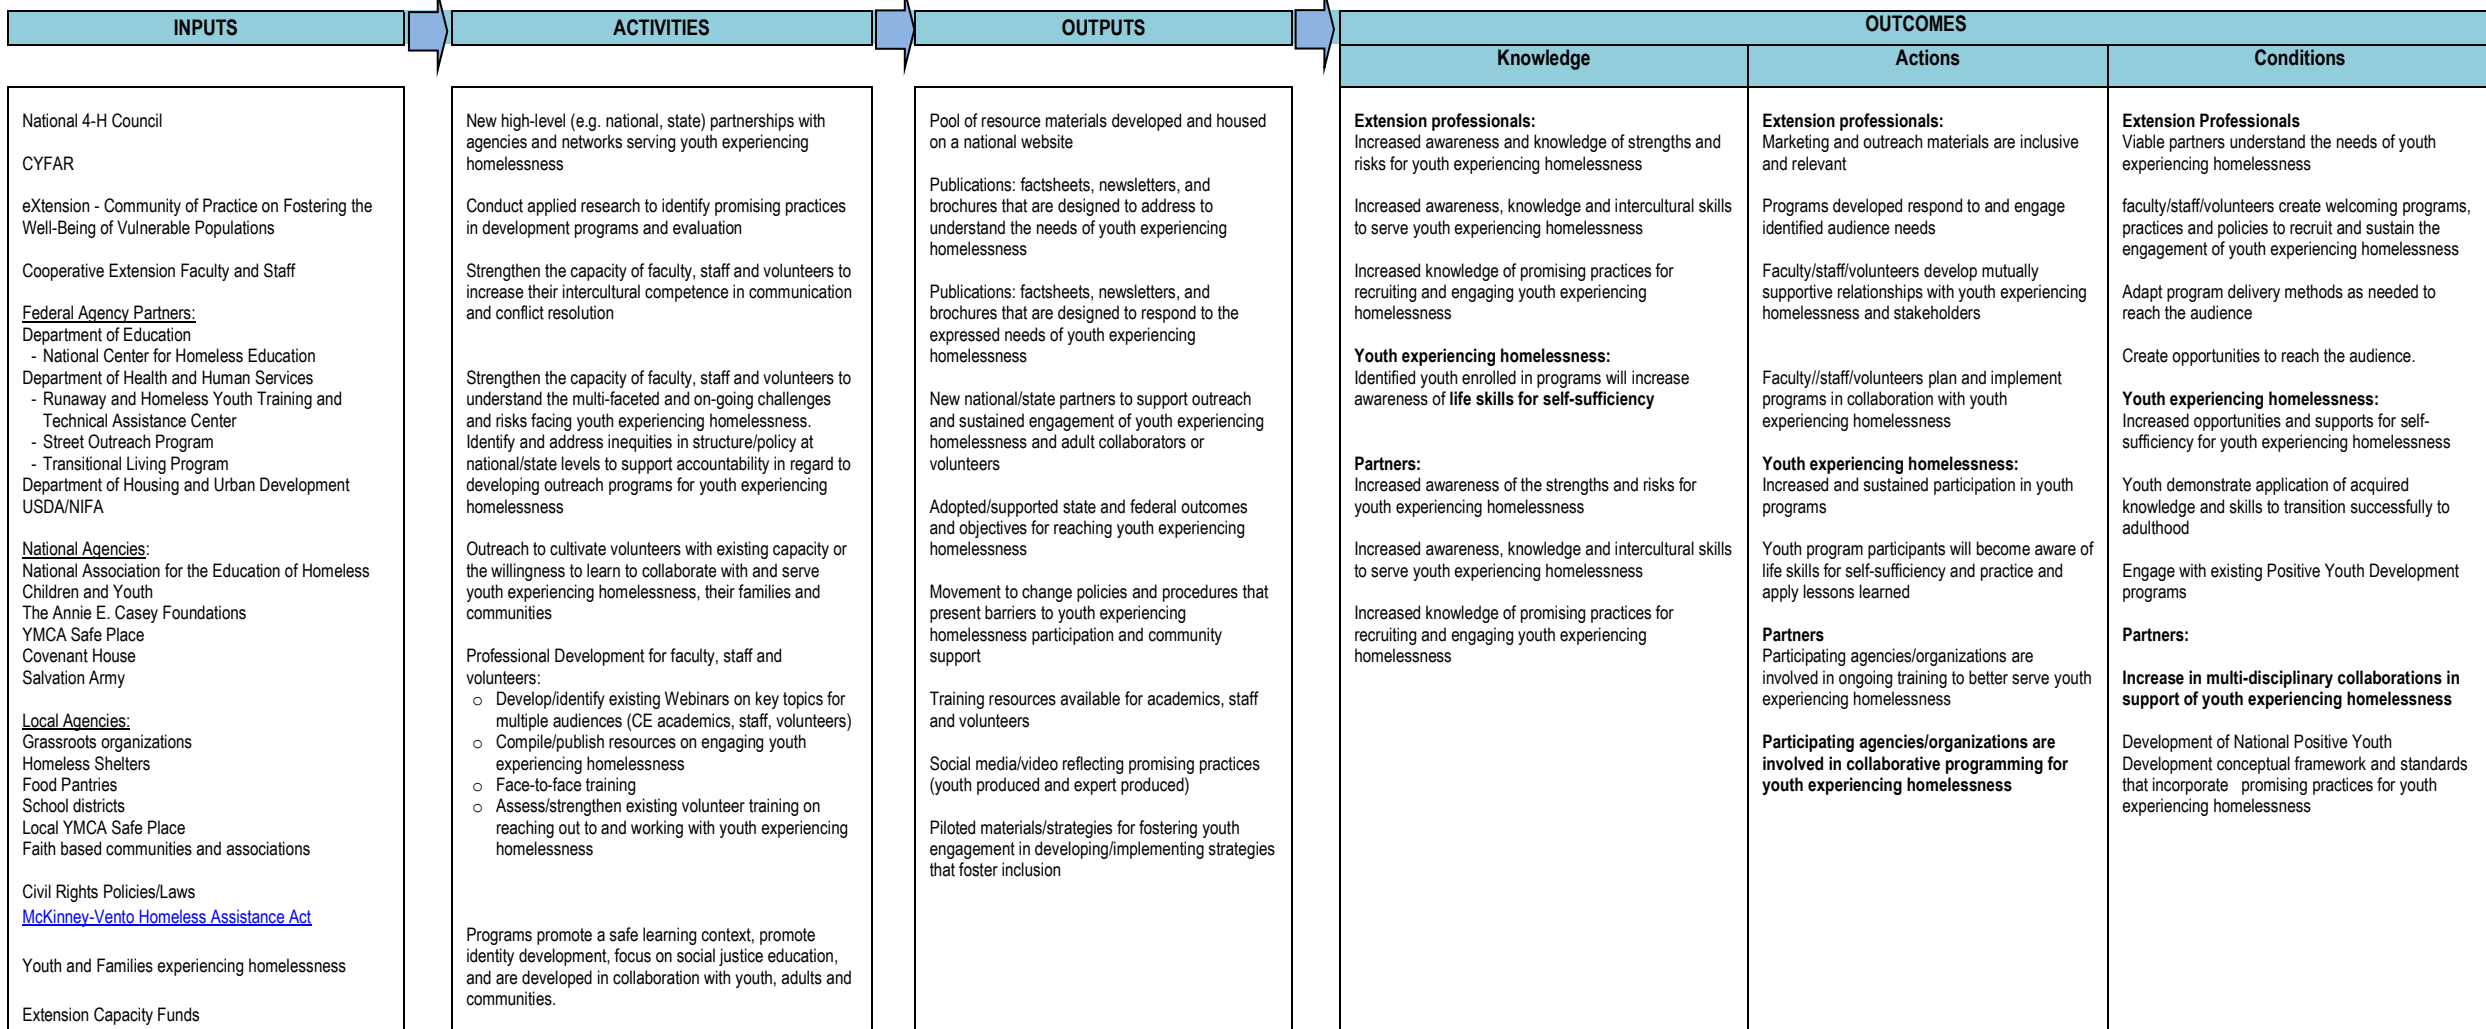 INPUTS
ACTIVITIES
OUTPUTS
OUTCOMES
Knowledge
Actions
Conditions
National 4-H Council
CYFAR
eXtension - Community of Practice on Fostering the
Well-Being of Vulnerable Populations
Cooperative Extension Faculty and Staff
Federal Agency Partners:
Department of Education
- National Center for Homeless Education
Department of Health and Human Services
- Runaway and Homeless Youth Training and
Technical Assistance Center
- Street Outreach Program
- Transitional Living Program
Department of Housing and Urban Development
USDA/NIFA
National Agencies:
National Association for the Education of Homeless
Children and Youth
The Annie E. Casey Foundations
YMCA Safe Place
Covenant House
Salvation Army
Local Agencies:
Grassroots organizations
Homeless Shelters
Food Pantries
School districts
Local YMCA Safe Place
Faith based communities and associations
Civil Rights Policies/Laws
McKinney-Vento Homeless Assistance Act
Youth and Families experiencing homelessness
Extension Capacity Funds
New high-level (e.g. national, state) partnerships with
agencies and networks serving youth experiencing
homelessness
Conduct applied research to identify promising practices
in development programs and evaluation
Strengthen the capacity of faculty, staff and volunteers to
increase their intercultural competence in communication
and conflict resolution
Strengthen the capacity of faculty, staff and volunteers to
understand the multi-faceted and on-going challenges
and risks facing youth experiencing homelessness.
Identify and address inequities in structure/policy at
national/state levels to support accountability in regard to
developing outreach programs for youth experiencing
homelessness
Outreach to cultivate volunteers with existing capacity or
the willingness to learn to collaborate with and serve
youth experiencing homelessness, their families and
communities
Professional Development for faculty, staff and
volunteers:
o Develop/identify existing Webinars on key topics for
multiple audiences (CE academics, staff, volunteers)
o Compile/publish resources on engaging youth
experiencing homelessness
o Face-to-face training
o Assess/strengthen existing volunteer training on
reaching out to and working with youth experiencing
homelessness
Programs promote a safe learning context, promote
identity development, focus on social justice education,
and are developed in collaboration with youth, adults and
communities.
Pool of resource materials developed and housed
on a national website
Publications: factsheets, newsletters, and
brochures that are designed to address to
understand the needs of youth experiencing
homelessness
Publications: factsheets, newsletters, and
brochures that are designed to respond to the
expressed needs of youth experiencing
homelessness
New national/state partners to support outreach
and sustained engagement of youth experiencing
homelessness and adult collaborators or
volunteers
Adopted/supported state and federal outcomes
and objectives for reaching youth experiencing
homelessness
Movement to change policies and procedures that
present barriers to youth experiencing
homelessness participation and community
support
Training resources available for academics, staff
and volunteers
Social media/video reflecting promising practices
(youth produced and expert produced)
Piloted materials/strategies for fostering youth
engagement in developing/implementing strategies
that foster inclusion
Extension professionals:
Increased awareness and knowledge of strengths and
risks for youth experiencing homelessness
Increased awareness, knowledge and intercultural skills
to serve youth experiencing homelessness
Increased knowledge of promising practices for
recruiting and engaging youth experiencing
homelessness
Youth experiencing homelessness:
Identified youth enrolled in programs will increase
awareness of life skills for self-sufficiency
Partners:
Increased awareness of the strengths and risks for
youth experiencing homelessness
Increased awareness, knowledge and intercultural skills
to serve youth experiencing homelessness
Increased knowledge of promising practices for
recruiting and engaging youth experiencing
homelessness
Extension professionals:
Marketing and outreach materials are inclusive
and relevant
Programs developed respond to and engage
identified audience needs
Faculty/staff/volunteers develop mutually
supportive relationships with youth experiencing
homelessness and stakeholders
Faculty//staff/volunteers plan and implement
programs in collaboration with youth
experiencing homelessness
Youth experiencing homelessness:
Increased and sustained participation in youth
programs
Youth program participants will become aware of
life skills for self-sufficiency and practice and
apply lessons learned
Partners
Participating agencies/organizations are
involved in ongoing training to better serve youth
experiencing homelessness
Participating agencies/organizations are
involved in collaborative programming for
youth experiencing homelessness
Extension Professionals
Viable partners understand the needs of youth
experiencing homelessness
faculty/staff/volunteers create welcoming programs,
practices and policies to recruit and sustain the
engagement of youth experiencing homelessness
Adapt program delivery methods as needed to
reach the audience
Create opportunities to reach the audience.
Youth experiencing homelessness:
Increased opportunities and supports for self-
sufficiency for youth experiencing homelessness
Youth demonstrate application of acquired
knowledge and skills to transition successfully to
adulthood
Engage with existing Positive Youth Development
programs
Partners:
Increase in multi-disciplinary collaborations in
support of youth experiencing homelessness
Development of National Positive Youth
Development conceptual framework and standards
that incorporate promising practices for youth
experiencing homelessness